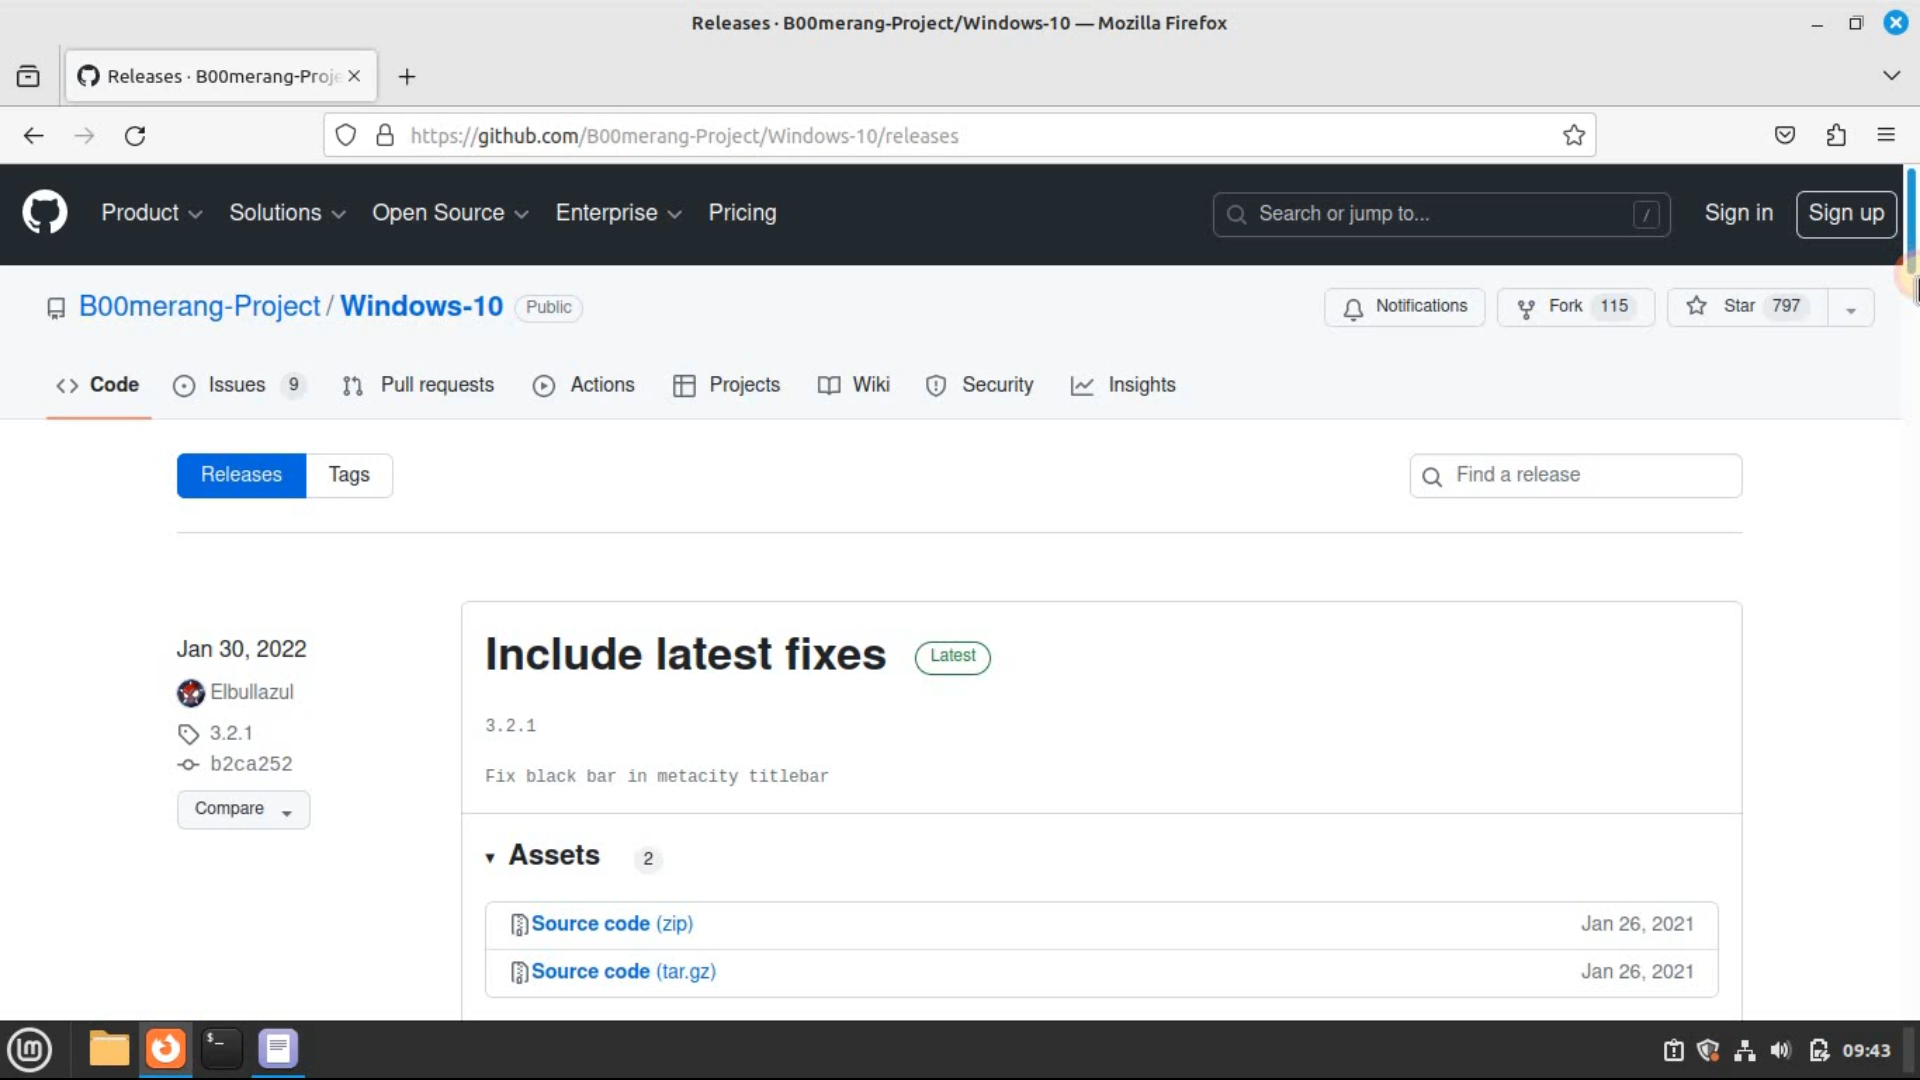 Releases · B00merang-Project/Windows-10 — Mozilla Firefox
Releases · B00merang-Proje
https://github.com/B00merang-Project/Windows-10/releases
Product Solutions Open Source Enterprise Pricing Search or jump to... / Sign in Sign up
B00merang-Project / Windows-10 Public Notifications Fork 115 Star 797
Code Issues 9 Pull requests Actions Projects Wiki Security Insights
Releases Tags Find a release
Jan 30, 2022
Elbullazul
3.2.1
b2ca252
Compare
Include latest fixes Latest
3.2.1
Fix black bar in metacity titlebar
Assets 2
Source code (zip) Jan 26, 2021
Source code (tar.gz) Jan 26, 2021
$_ 09:43